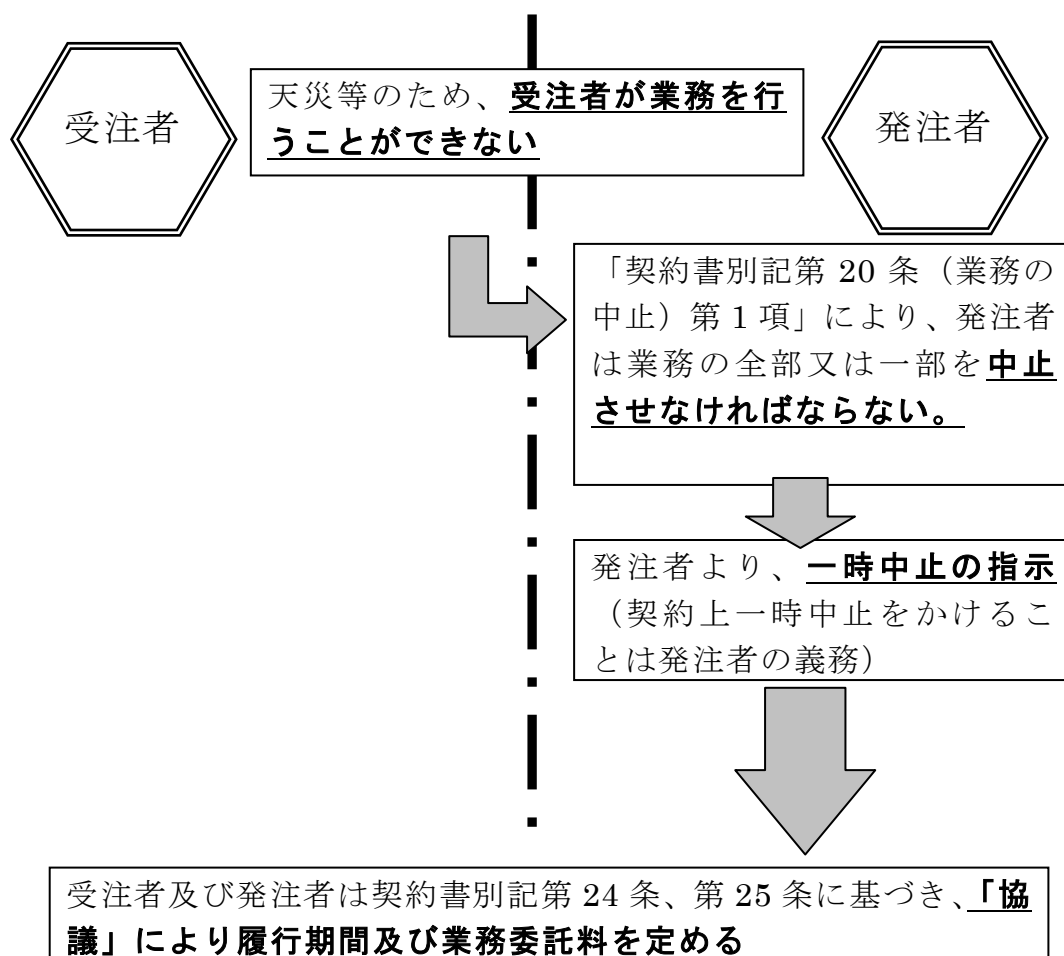 受注者
天災等のため、受注者が業務を行
うことができない
発注者
「契約書別記第 20 条（業務の
中止）第 1 項」により、発注者
は業務の全部又は一部を中止
させなければならない。
発注者より、一時中止の指示
（契約上一時中止をかけるこ
とは発注者の義務）
受注者及び発注者は契約書別記第 24 条、第 25 条に基づき、「協
議」により履行期間及び業務委託料を定める